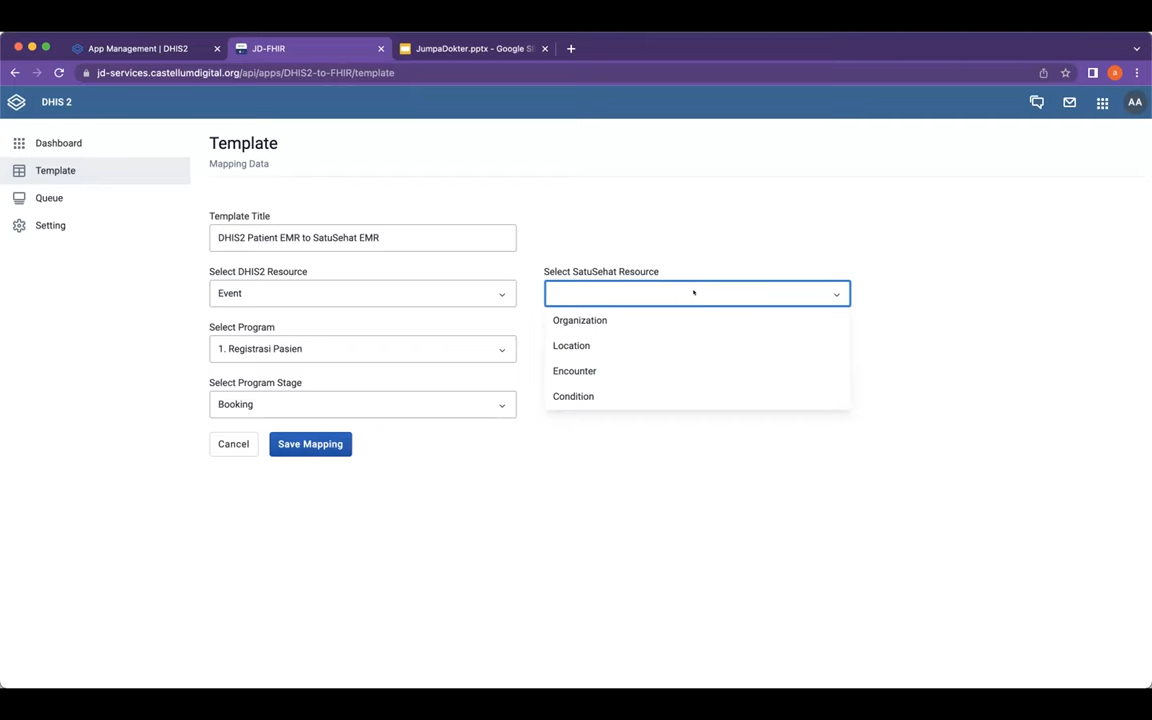 App Management | DHIS2
JD-FHIR
JumpaDokter.pptx - Google Sl
jd-services.castellumdigital.org/api/apps/DHIS2-to-FHIR/template
a
DHIS 2
AA
Dashboard
Template
Queue
Setting
Template
Mapping Data
Template Title
DHIS2 Patient EMR to SatuSehat EMR
Select DHIS2 Resource
Event
Select SatuSehat Resource
Organization
Location
Encounter
Condition
Select Program
1. Registrasi Pasien
Select Program Stage
Booking
Cancel
Save Mapping